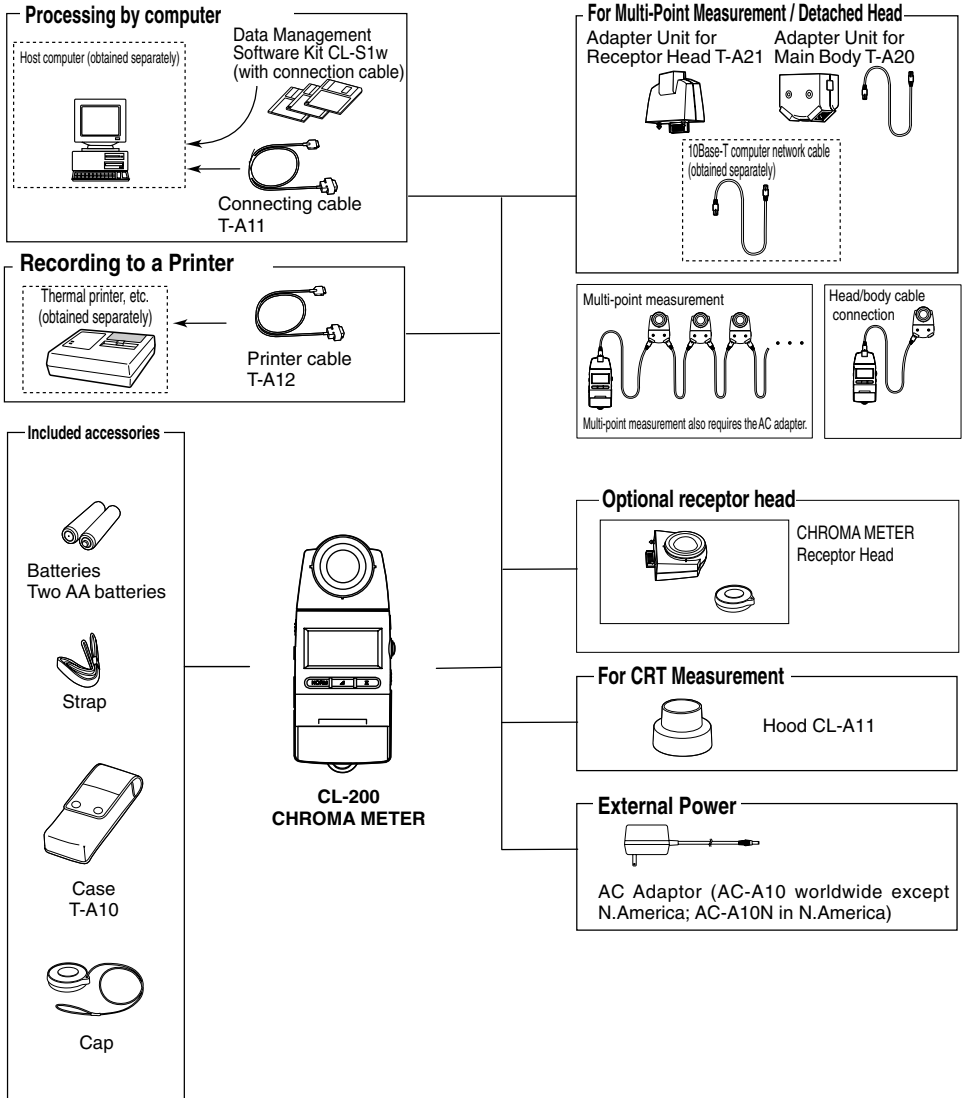 Processing by computer
Host computer (obtained separately)
Data Management
Software Kit CL-S1w
(with connection cable)
Connecting cable
T-A11
Recording to a Printer
Thermal printer, etc.
(obtained separately)
Printer cable
T-A12
Included accessories
Batteries
Two AA batteries
Strap
Case
T-A10
Cap
NORM
CL-200
CHROMA METER
For Multi-Point Measurement / Detached Head
Adapter Unit for
Receptor Head T-A21
Adapter Unit for
Main Body T-A20
10Base-T computer network cable
(obtained separately)
Multi-point measurement
Multi-point measurement also requires the AC adapter.
Head/body cable
connection
Optional receptor head
CHROMA METER
Receptor Head
For CRT Measurement
Hood CL-A11
External Power
AC Adaptor (AC-A10 worldwide except
N.America; AC-A10N in N.America)